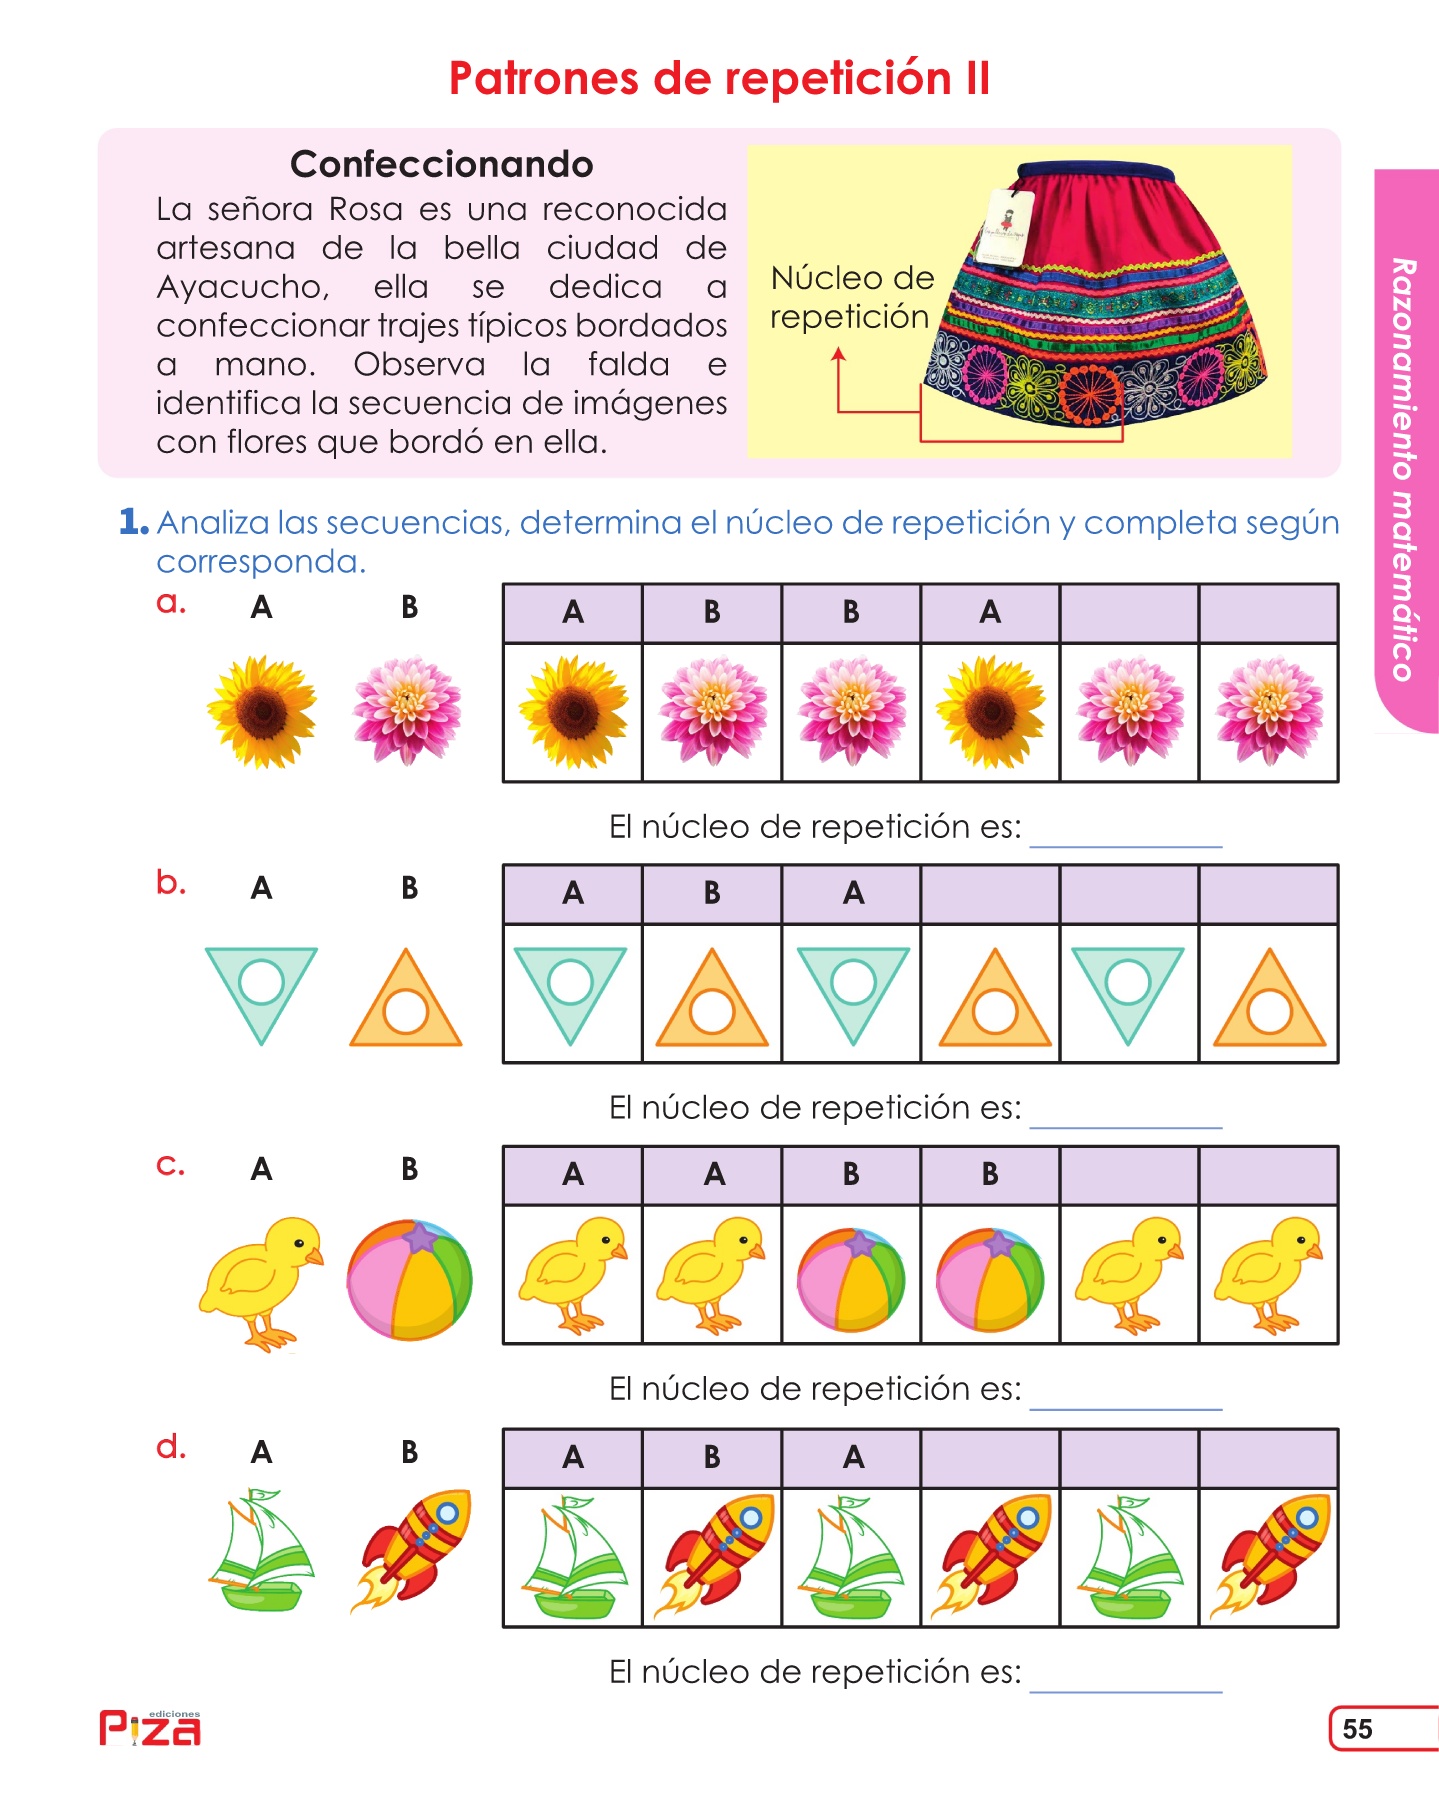 Patrones de repetición II
Confeccionando
La señora Rosa es una reconocida
artesana de la bella ciudad de
Ayacucho, ella se dedica a
confeccionar trajes típicos bordados
a mano. Observa la falda e
identifica la secuencia de imágenes
con flores que bordó en ella.
Núcleo de
repetición
Razonamiento matemático
1. Analiza las secuencias, determina el núcleo de repetición y completa según
corresponda.
a. A B
A B B A
El núcleo de repetición es:
b. A B
A B A
El núcleo de repetición es:
c. A B
A A B B
El núcleo de repetición es:
d. A B
A B A
El núcleo de repetición es:
ediciones
Piza
55